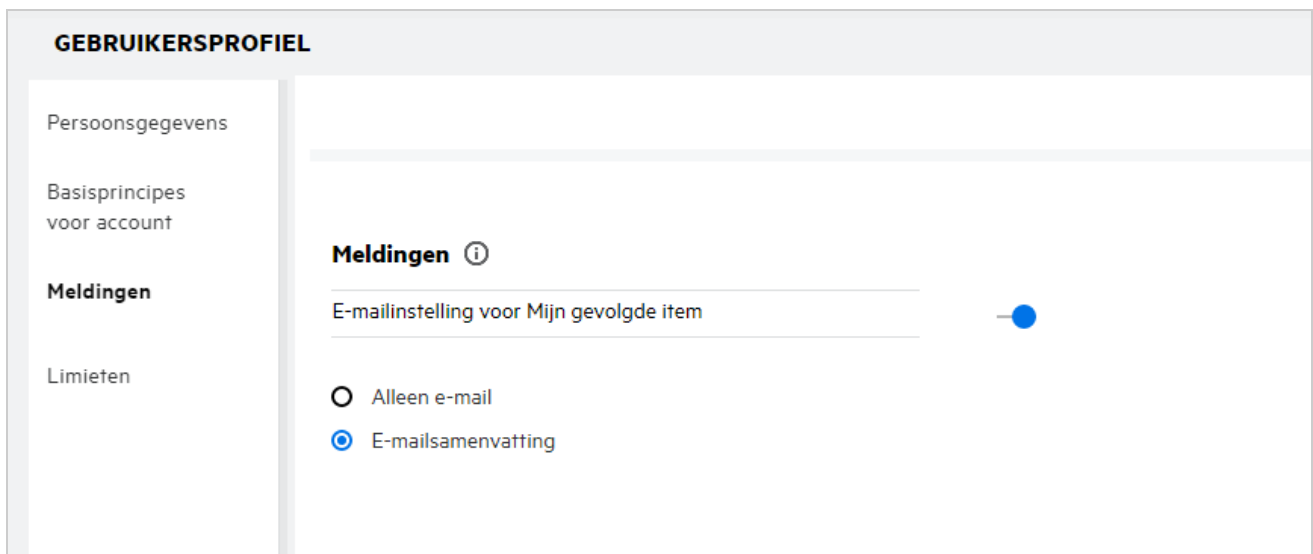 GEBRUIKERSPROFIEL
Persoonsgegevens
Basisprincipes
voor account
Meldingen
Limieten
Meldingen
E-mailinstelling voor Mijn gevolgde item
Alleen e-mail
E-mailsamenvatting